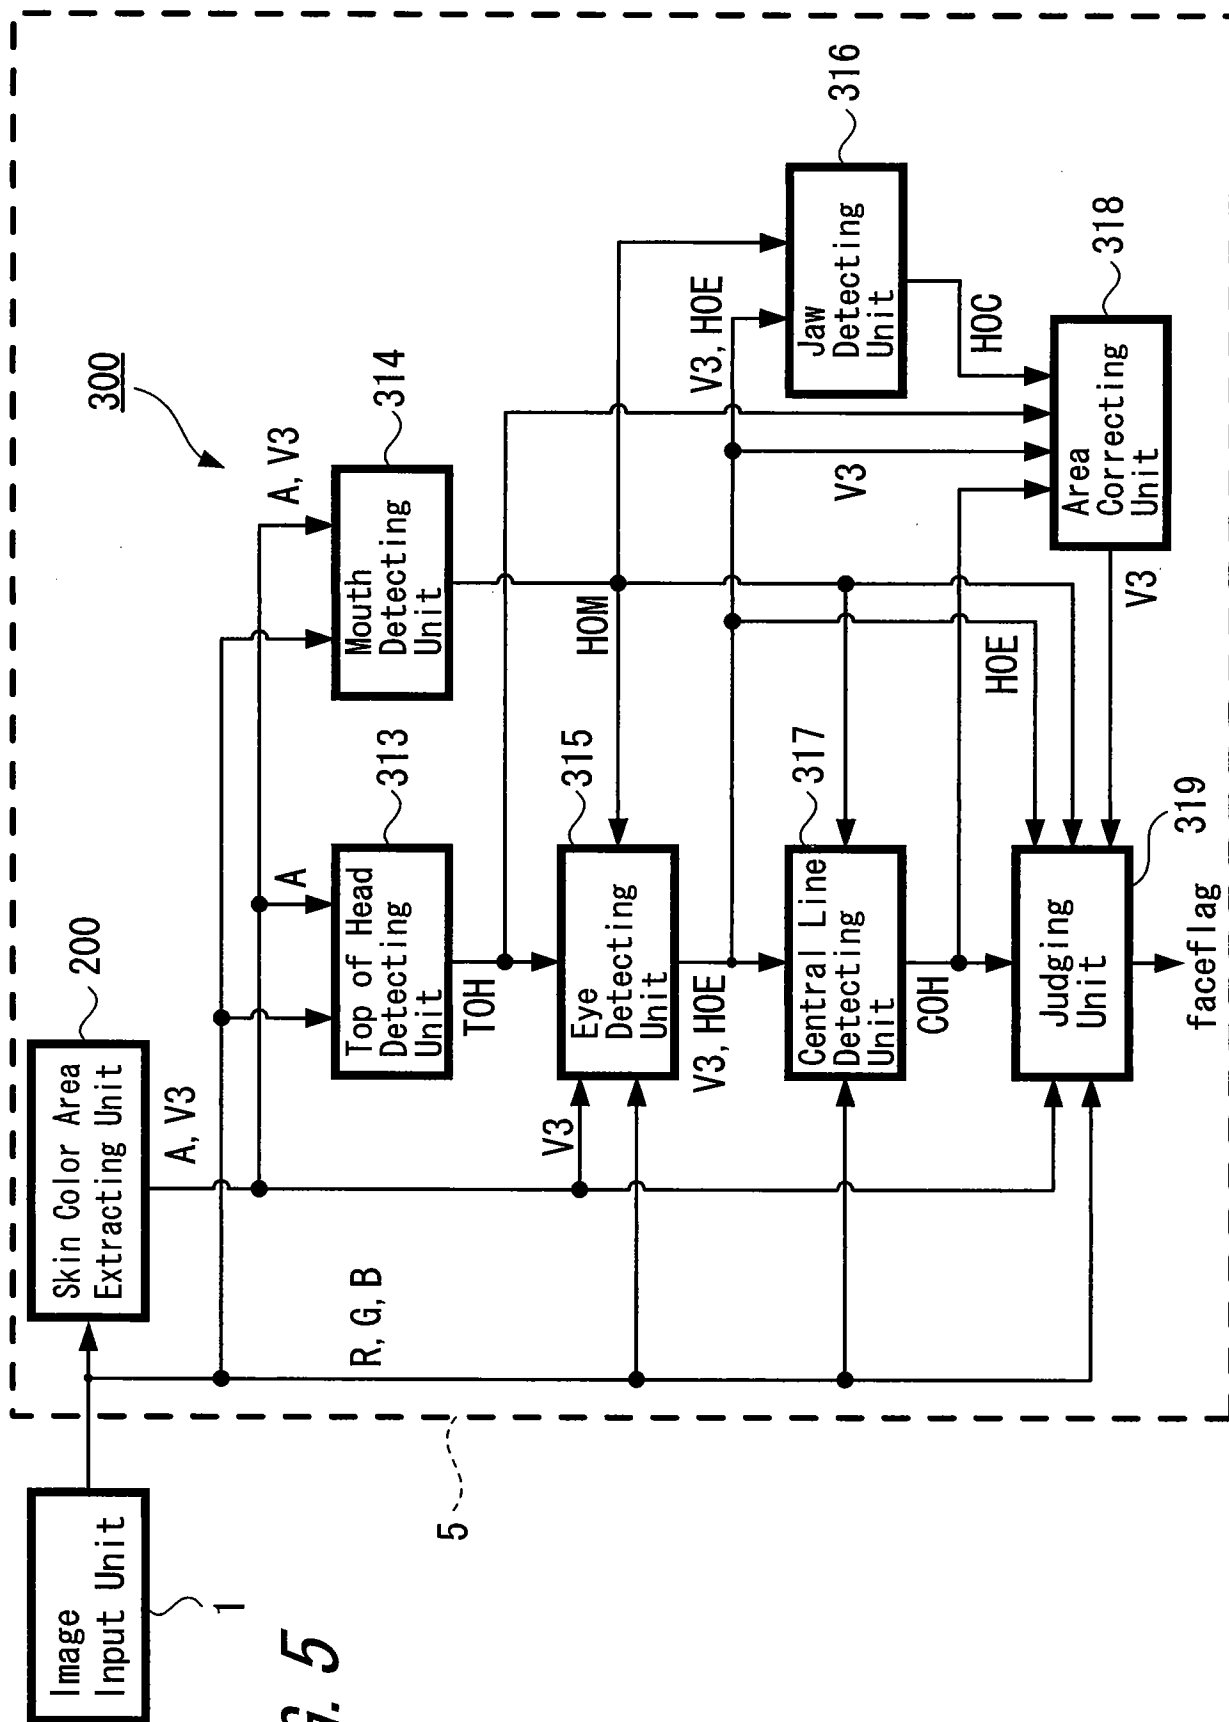 Image
Input Unit
1
G. 5
5
Skin Color Area
Extracting Unit
200
300
R, G, B
A, V3
A
A, V3
Top of Head
Detecting
Unit
313
Mouth
Detecting
Unit
314
TOH
HOM
V3
Eye
Detecting
Unit
315
V3, HOE
V3, HOE
Jaw
Detecting
Unit
316
Central Line
Detecting
Unit
317
COH
HOE
V3
HOC
Area
Correcting
Unit
318
V3
Judging
Unit
319
faceflag